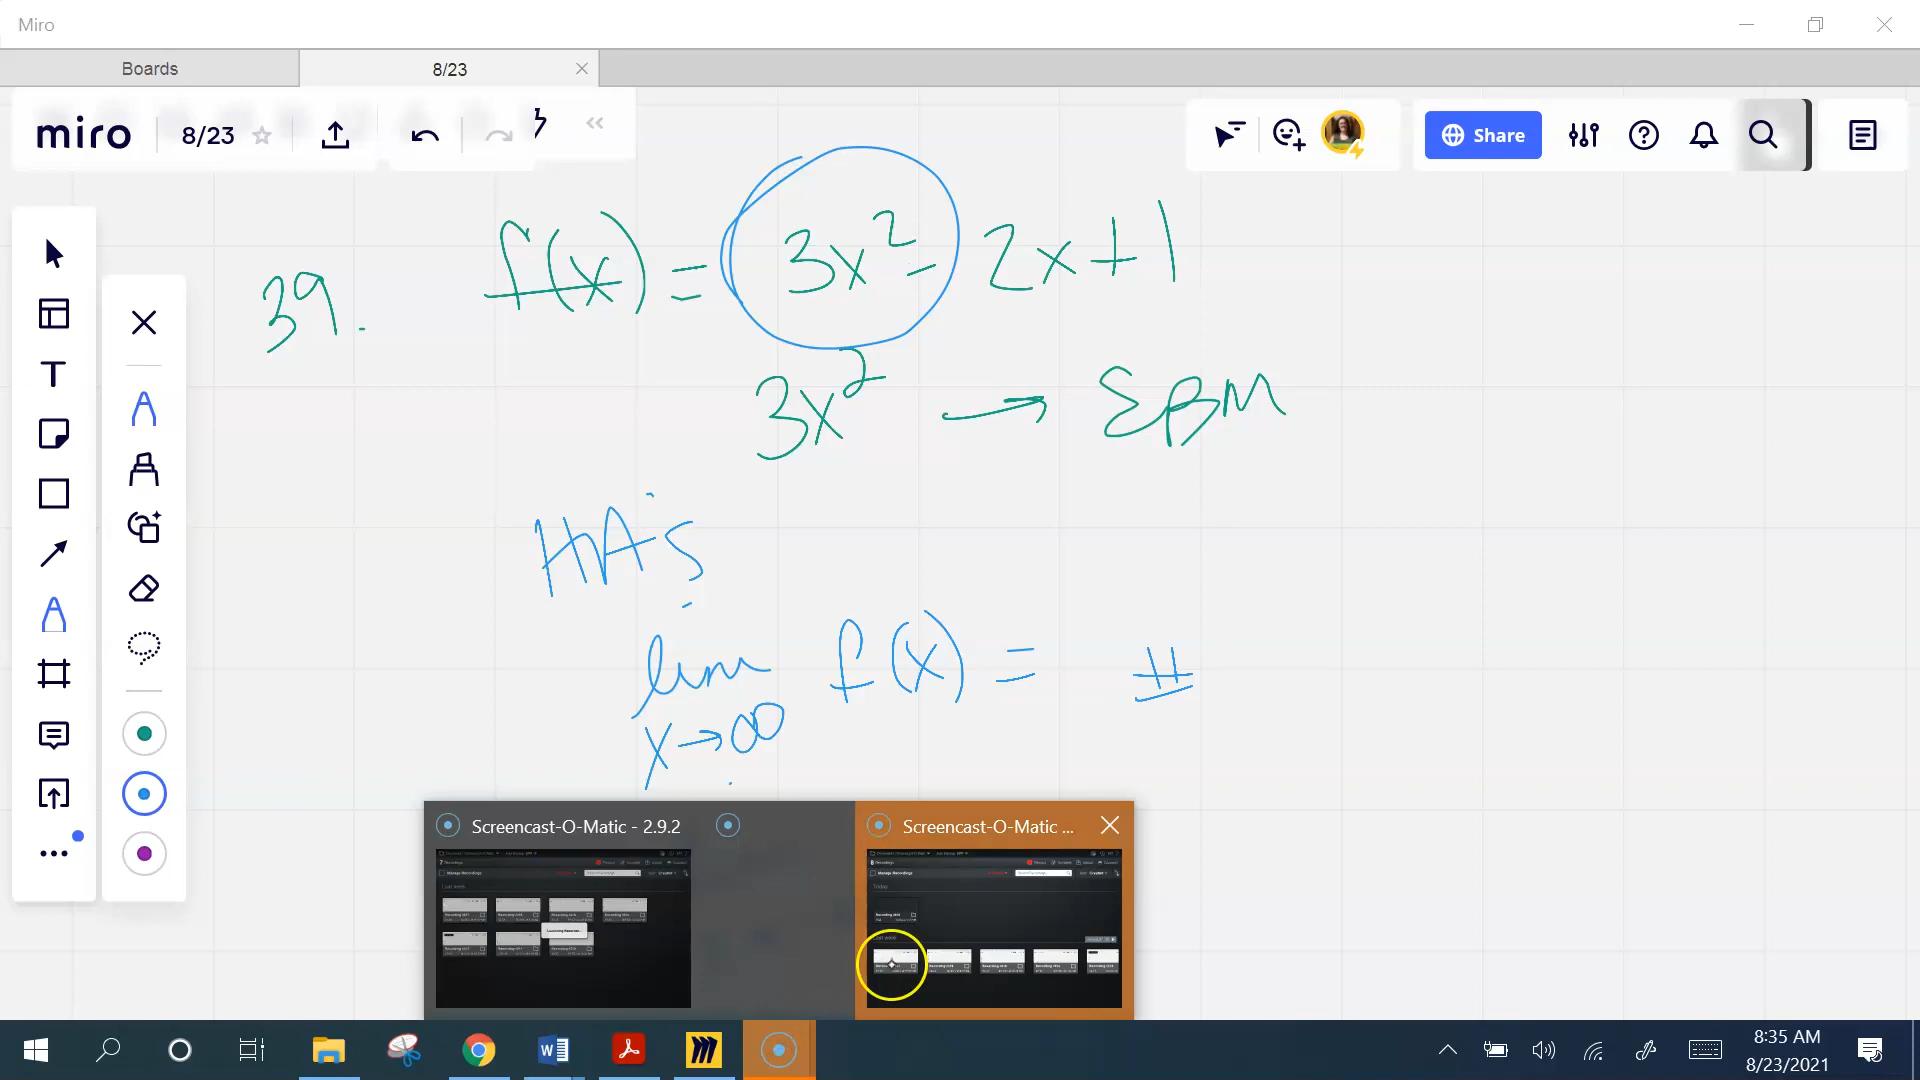 Miro
Boards
8/23
miro
8/23
Share
39. f(x) = 3x² - 2x + 1
3x² → EBM
HA's
lim f(x) = #
x→∞
Screencast-O-Matic - 2.9.2
Screencast-O-Matic ...
8:35 AM
8/23/2021